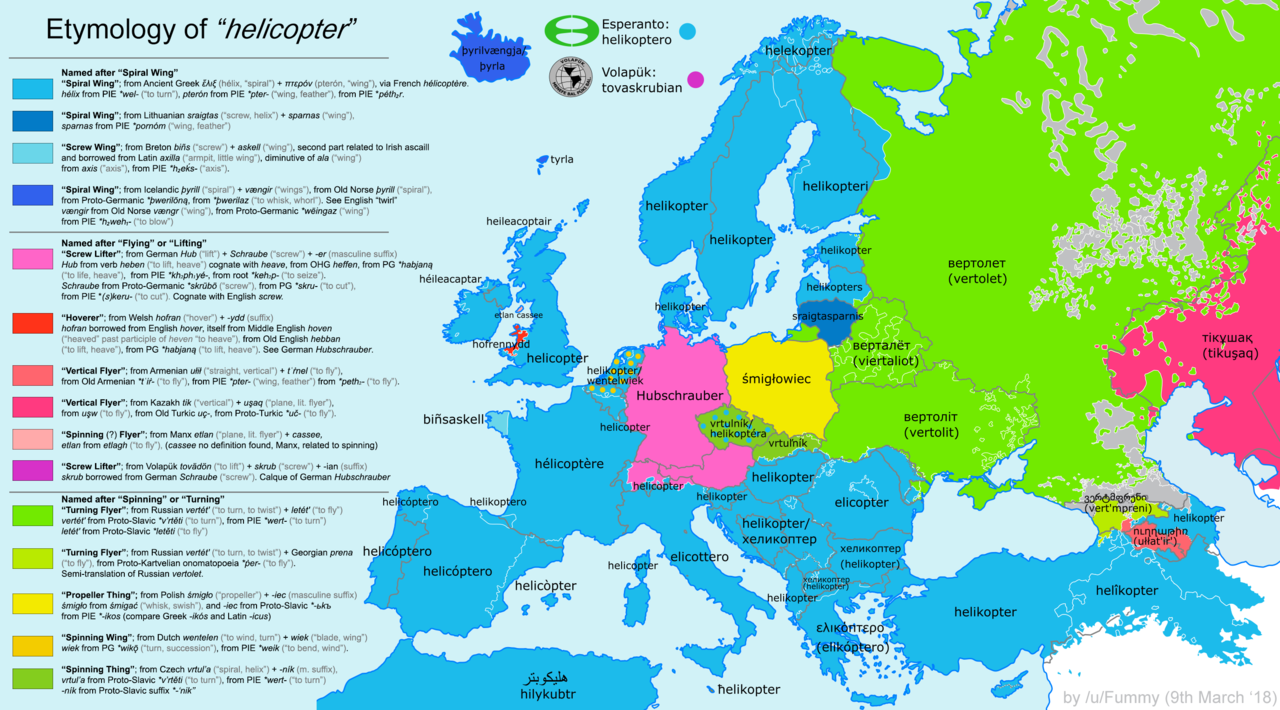 Etymology of “helicopter”
Named after “Spiral Wing”
“Spiral Wing”; from Ancient Greek ἕλιξ (hélix, “spiral”) + πτερόν (pterón, “wing”), via French hélicoptère.
hélix from PIE *wel- (“to turn”), pterón from PIE *pter- (“wing, feather”), from PIE *péth₂r.
“Spiral Wing”; from Lithuanian sraigtas (“screw, helix”) + sparnas (“wing”),
sparnas from PIE *pornóm (“wing, feather”)
“Screw Wing”; from Breton biñs (“screw”) + askell (“wing”), second part related to Irish ascaill
and borrowed from Latin axilla (“armpit, little wing”), diminutive of ala (“wing”)
from axis (“axis”), from PIE *h₂eḱs- (“axis”).
“Spiral Wing”; from Icelandic þyrill (“spiral”) + vængir (“wings”), from Old Norse þyrill (“spiral”),
from Proto-Germanic *þwerilōną, from *þwerilaz (“to whisk, whorl”). See English “twirl”
vængir from Old Norse vængr (“wing”), from Proto-Germanic *wēingaz (“wing”)
from PIE *h₂weh₁- (“to blow”)
Named after “Flying” or “Lifting”
“Screw Lifter”; from German Hub (“lift”) + Schraube (“screw”) + -er (masculine suffix)
Hub from verb heben (“to lift, heave”) cognate with heave, from OHG heffen, from PG *habjaną
(“to life, heave”), from PIE *kh₂ph₂yé-, from root *keh₂p- (“to seize”).
Schraube from Proto-Germanic *skrūbō (“screw”), from PG *skru- (“to cut”),
from PIE *(s)keru- (“to cut”). Cognate with English screw.
“Hoverer”; from Welsh hofran (“hover”) + -ydd (suffix)
hofran borrowed from English hover, itself from Middle English hoven
(“heaved” past participle of heven “to heave”), from Old English hebban
(“to lift, heave”), from PG *habjaną (“to lift, heave”). See German Hubschrauber.
“Vertical Flyer”; from Armenian ułł (“straight, vertical”) + t῾nel (“to fly”),
from Old Armenian *t῾iṙ- (“to fly”), from PIE *pter- (“wing, feather” from *peth₂- (“to fly”).
“Vertical Flyer”; from Kazakh tik (“vertical”) + uşaq (“plane, lit. flyer”)
from uşw (“to fly”), from Old Turkic uç-, from Proto-Turkic *uč- (“to fly”).
“Spinning (?) Flyer”; from Manx etlan (“plane, lit. flyer”) + cassee,
etlan from etlagh (“to fly”), (cassee no definition found, Manx, related to spinning)
“Screw Lifter”; from Volapük tovädön (“to lift”) + skrub (“screw”) + -ian (suffix)
skrub borrowed from German Schraube (“screw”). Calque of German Hubschrauber
Named after “Spinning” or “Turning”
“Turning Flyer”; from Russian vertét' (“to turn, to twist”) + letét' (“to fly”)
vertét' from Proto-Slavic *vʼrtěti (“to turn”), from PIE *wert- (“to turn”)
letét' from Proto-Slavic *letěti (“to fly”)
“Turning Flyer”; from Russian vertét' (“to turn, to twist”) + Georgian prena
(“to fly”), from Proto-Kartvelian onomatopoeia *ṗer- (“to fly”).
Semi-translation of Russian vertolet.
“Propeller Thing”; from Polish śmigło (“propeller”) + -iec (masculine suffix)
śmigło from śmigać (“whisk, swish”), and -iec from Proto-Slavic *-ьkъ
from PIE *-ikos (compare Greek -ikós and Latin -icus)
“Spinning Wing”; from Dutch wentelen (“to wind, turn”) + wiek (“blade, wing”)
wiek from PG *wikǭ (“turn, succession”), from PIE *weik (“to bend, wind”).
“Spinning Thing”; from Czech vrtul'a (“spiral, helix”) + -ník (m. suffix),
vrtul'a from Proto-Slavic *vʼrtěti (“to turn”), from PIE *wert- (“to turn”)
-ník from Proto-Slavic suffix *-ʼnikʼ
Esperanto:
helikoptero
VOLAPÜK
Volapük:
tovaskrubian
þyrilvængja/
þyrla
tyrla
heileacoptair
héileacaptar
etlan cassee
hofrennydd
helicopter
helekopter
helikopter
helikopter
helikopteri
helikopter
helikopters
sraigtasparnis
helikopter
вертолет
(vertolet)
верталёт
(viertaliot)
вертоліт
(vertolit)
тікұшақ
(tikuşaq)
helikopter/
wentelwiek
Hubschrauber
śmigłowiec
vrtulník/
helikoptéra
vrtuľník
biñsaskell
helicopter
hélicoptère
helicopter
helikopter
helikopter
elicopter
helikopter/
хеликоптер
хеликоптер
(helikopter)
хеликоптер
(helikopter)
helikopter
ελικόπτερο
(elikóptero)
helicóptero
helikoptero
helicóptero
helicóptero
helicòpter
helicopter
elicottero
ħelikopter
هليكوبتر
hilykubtr
helikopter
helîkopter
helikopter
ვერტმფრენი
(vert'mpreni)
ուղղաթիռ
(ułłat'iṙ)
by /u/Fummy (9th March ‘18)